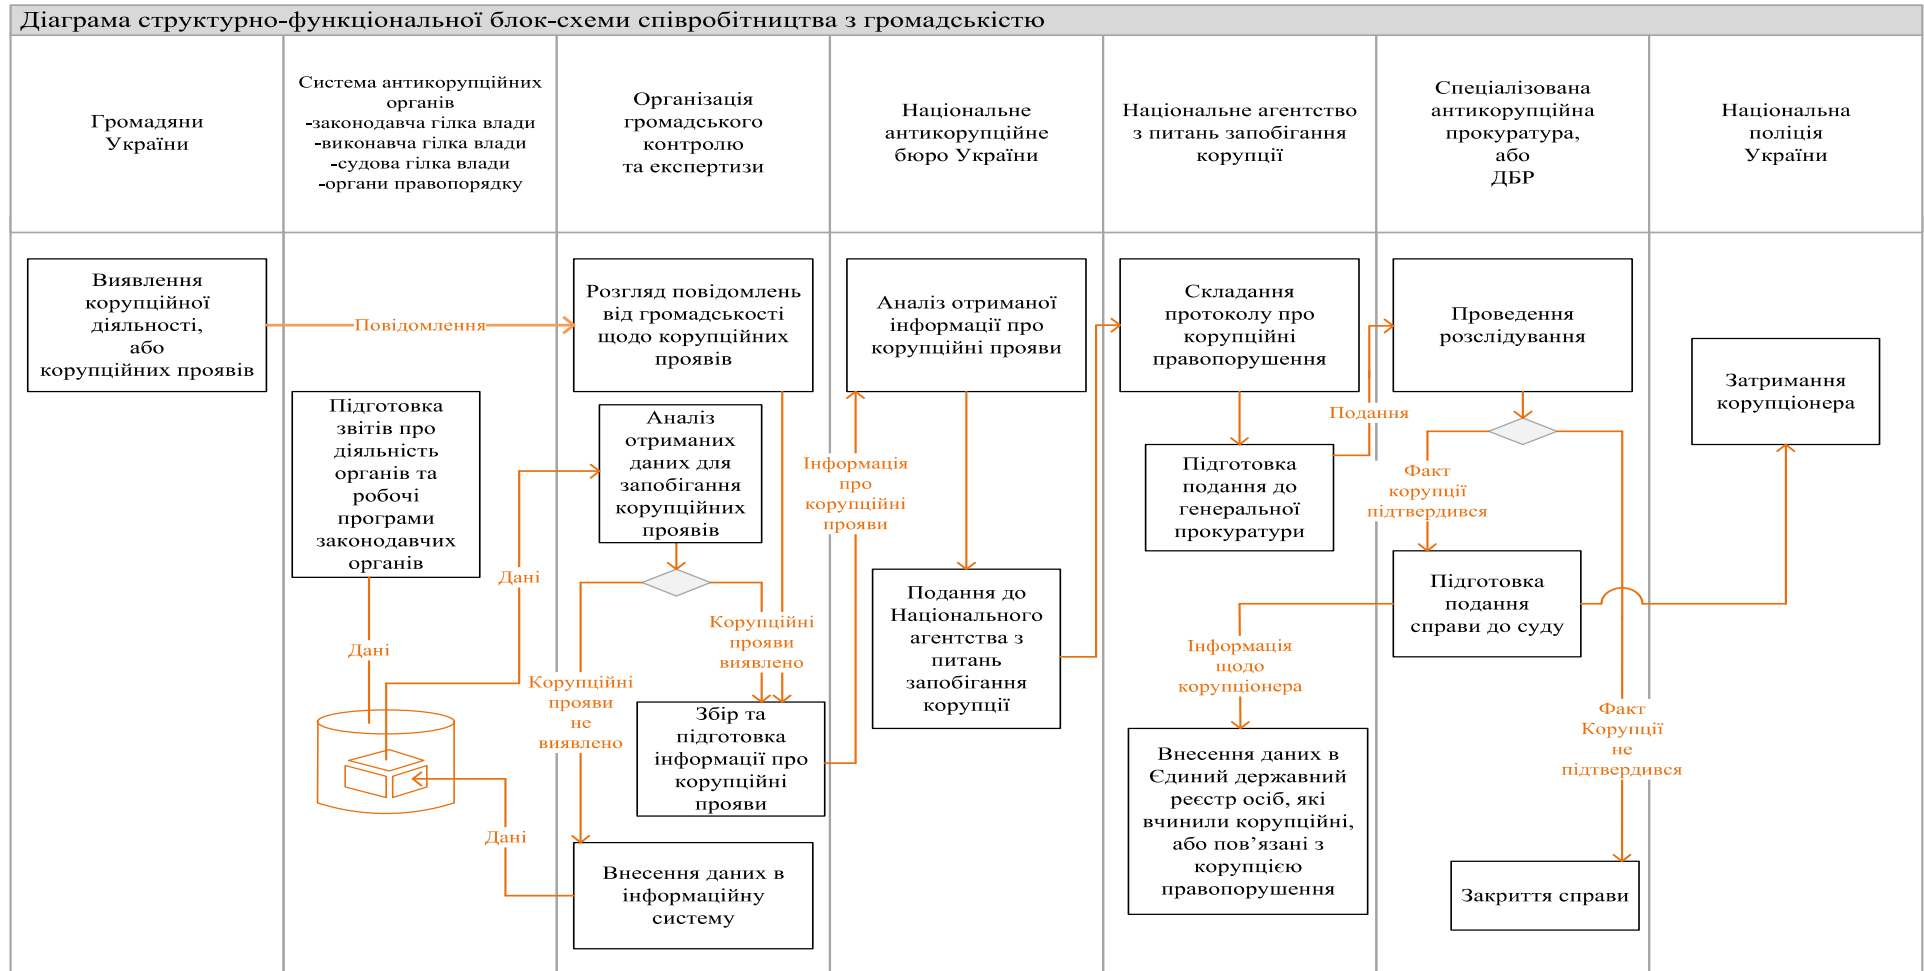 Діаграма структурно-функціональної блок-схеми співробітництва з громадськістю
Громадяни
України
Система антикорупційних
органів
-законодавча гілка влади
-виконавча гілка влади
-судова гілка влади
-органи правопорядку
Організація
громадського
контролю
та експертизи
Національне
антикорупційне
бюро України
Національне агентство
з питань запобігання
корупції
Спеціалізована
антикорупційна
прокуратура,
або
ДБР
Національна
поліція
України
Виявлення
корупційної
діяльності,
або
корупційних проявів
Повідомлення
Підготовка
звітів про
діяльність
органів та
робочі
програми
законодавчих
органів
Дані
Дані
Дані
Розгляд повідомлень
від громадськості
щодо корупційних
проявів
Аналіз
отриманих
даних для
запобігання
корупційних
проявів
Корупційні
прояви
не
виявлено
Корупційні
прояви
виявлено
Збір та
підготовка
інформації про
корупційні
прояви
Внесення даних в
інформаційну
систему
Інформація
про
корупційні
прояви
Аналіз отриманої
інформації про
корупційні прояви
Подання до
Національного
агентства з
питань
запобігання
корупції
Складання
протоколу про
корупційні
правопорушення
Підготовка
подання до
генеральної
прокуратури
Подання
Інформація
щодо
корупціонера
Внесення даних в
Єдиний державний
реєстр осіб, які
вчинили корупційні,
або пов’язані з
корупцією
правопорушення
Проведення
розслідування
Факт
корупції
підтвердився
Підготовка
подання
справи до суду
Факт
Корупції
не
підтвердився
Закриття справи
Затримання
корупціонера